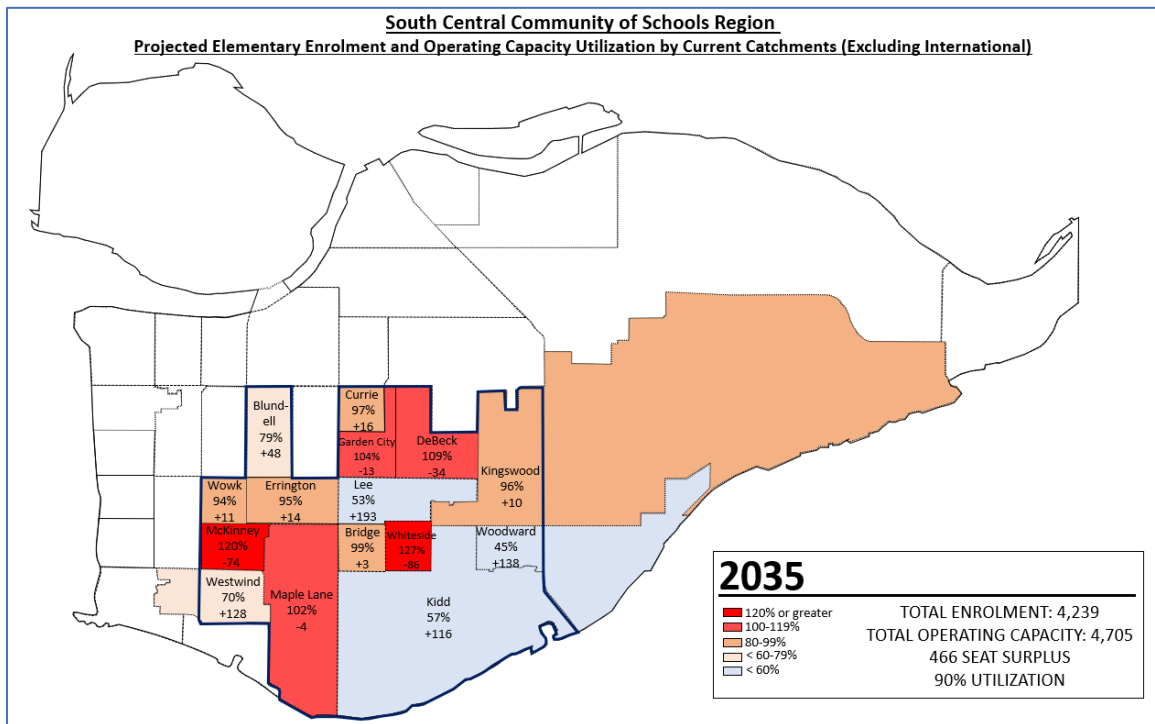 South Central Community of Schools Region
Projected Elementary Enrolment and Operating Capacity Utilization by Current Catchments (Excluding International)
Blund-
ell
79%
+48
Currie
97%
+16
Garden City
104%
-13
DeBeck
109%
-34
Kingswood
96%
+10
Wowk
94%
+11
Errington
95%
+14
Lee
53%
+193
McKinney
120%
-74
Bridge
99%
+3
Whiteside
127%
-86
Woodward
45%
+138
Westwind
70%
+128
Maple Lane
102%
-4
Kidd
57%
+116
2035
120% or greater
100-119%
80-99%
< 60-79%
< 60%
TOTAL ENROLMENT: 4,239
TOTAL OPERATING CAPACITY: 4,705
466 SEAT SURPLUS
90% UTILIZATION